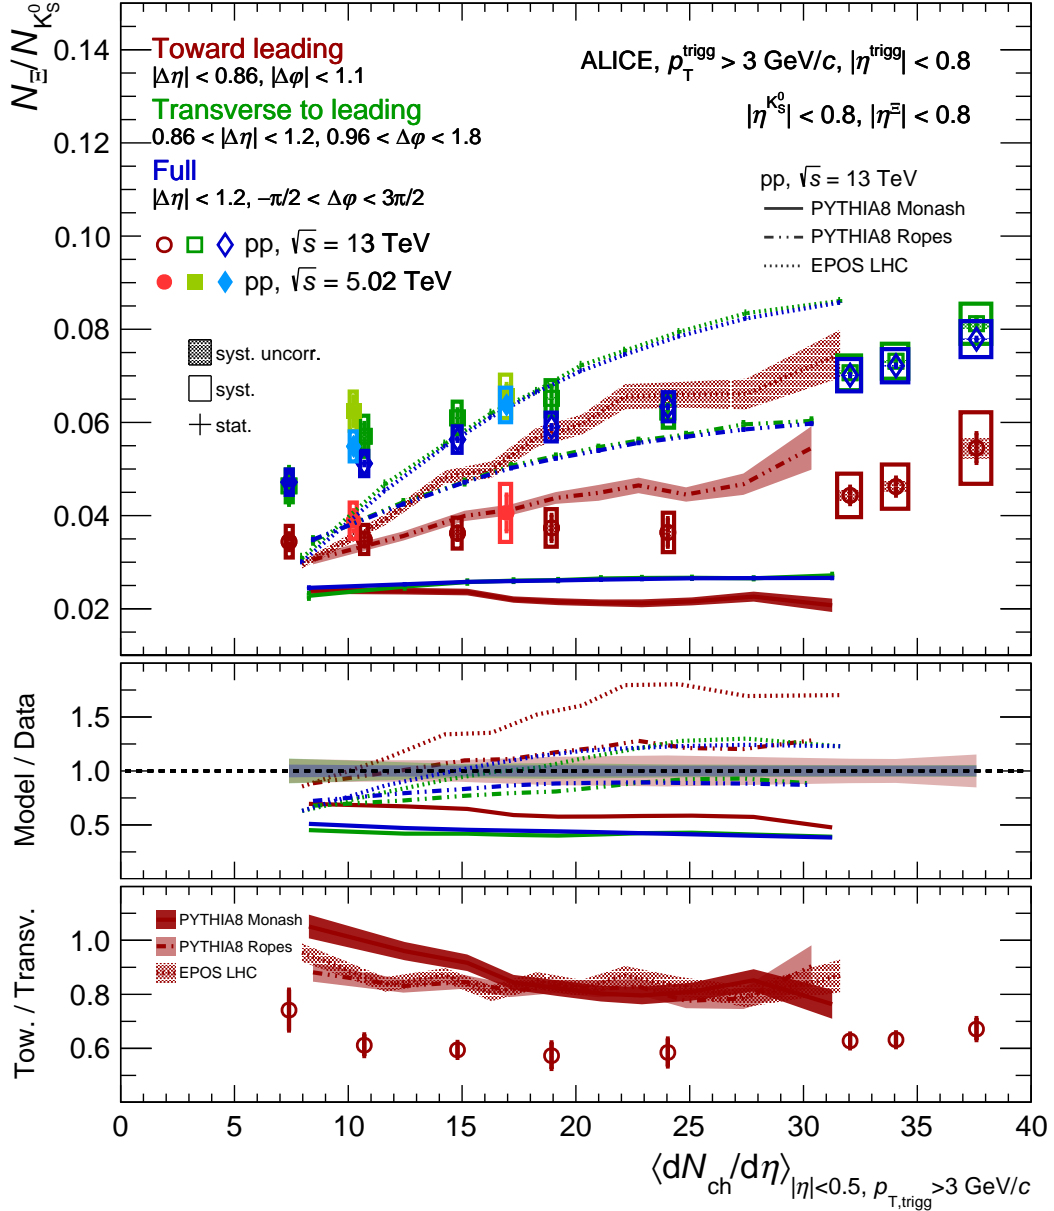 N_Ξ/N_{K_S^0}
0.14
0.12
0.10
0.08
0.06
0.04
0.02
Toward leading
|Δη| < 0.86, |Δφ| < 1.1
Transverse to leading
0.86 < |Δη| < 1.2, 0.96 < Δφ < 1.8
Full
|Δη| < 1.2, −π/2 < Δφ < 3π/2
pp, √s = 13 TeV
pp, √s = 5.02 TeV
syst. uncorr.
syst.
stat.
ALICE, p_T^trigg > 3 GeV/c, |η^trigg| < 0.8
|η^{K_S^0}| < 0.8, |η^Ξ| < 0.8
pp, √s = 13 TeV
PYTHIA8 Monash
PYTHIA8 Ropes
EPOS LHC
Model / Data
1.5
1.0
0.5
Tow. / Transv.
1.0
0.8
0.6
PYTHIA8 Monash
PYTHIA8 Ropes
EPOS LHC
0 5 10 15 20 25 30 35 40
⟨dN_ch/dη⟩_{|η|<0.5, p_{T,trigg}>3 GeV/c}